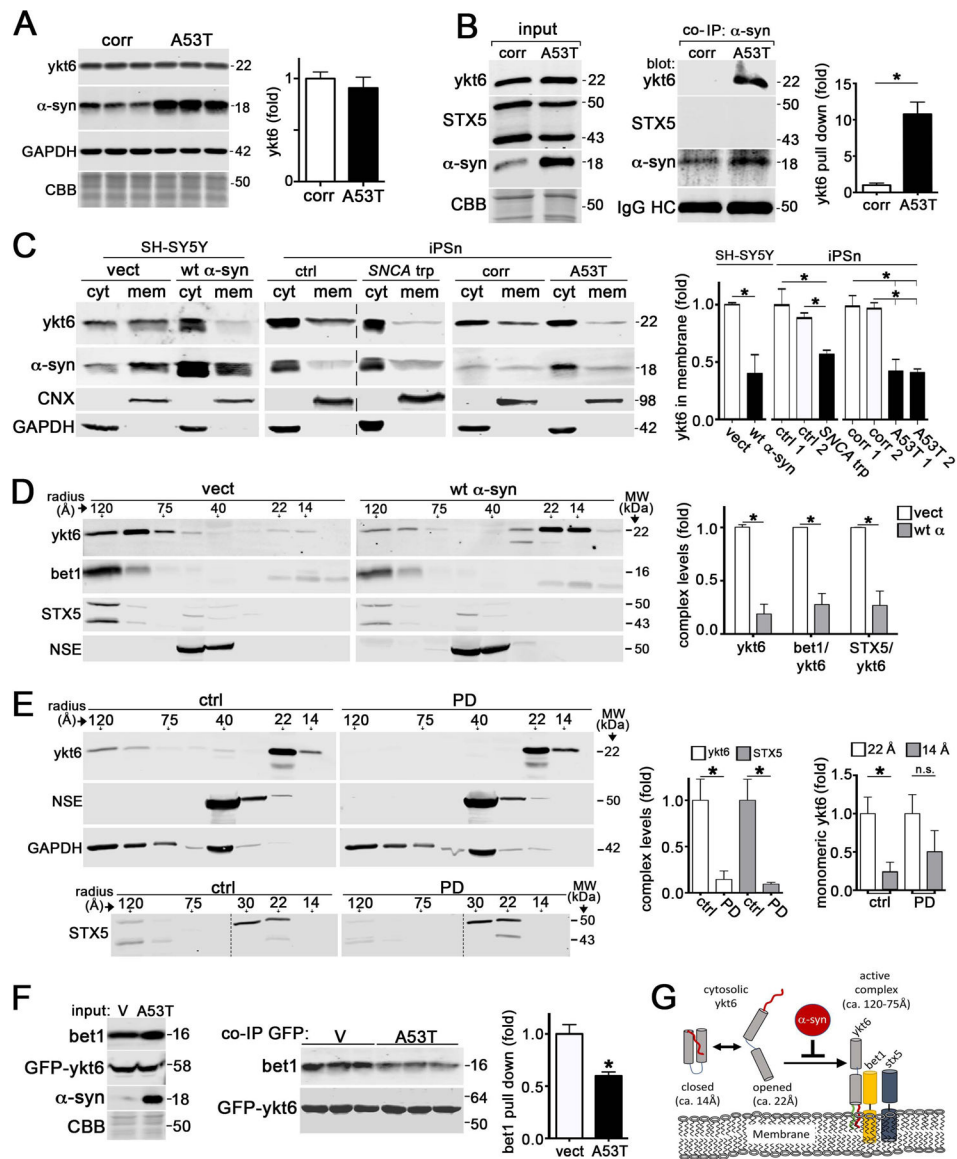 A
corr A53T
ykt6 -22
α-syn -18
GAPDH -42
CBB -50
ykt6 (fold)
1
0
corr
A53T
B
input
corr A53T
ykt6 -22
STX5 -50
-43
α-syn -18
CBB -50
co-IP: α-syn
corr A53T
blot:
ykt6 -22
STX5 -50
-43
α-syn -18
IgG HC -50
ykt6 pull down (fold)
15
10
5
0
*
corr
A53T
C
SH-SY5Y iPSn
vect wt α-syn ctrl SNCA trp corr A53T
cyt mem cyt mem cyt mem cyt mem cyt mem cyt mem
ykt6 -22
α-syn -18
CNX -98
GAPDH -42
SH-SY5Y iPSn
ykt6 in membrane (fold)
1.0
0.5
0.0
* * * * *
vect
wt α-syn
ctrl 1
ctrl 2
SNCA trp
corr 1
corr 2
A53T 1
A53T 2
D
vect wt α-syn
radius (Å) 120 75 40 22 14 120 75 40 22 14 MW (kDa)
ykt6 -22
bet1 -16
STX5 -50
-43
NSE -50
vect
wt α
complex levels (fold)
1.0
0.5
0.0
* * *
ykt6 bet1/ykt6 STX5/ykt6
E
ctrl PD
radius (Å) 120 75 40 22 14 120 75 40 22 14 MW (kDa)
ykt6 -22
NSE -50
GAPDH -42
ctrl PD
radius (Å) 120 75 30 22 14 120 75 30 22 14 MW (kDa)
STX5 -50
-43
ykt6 STX5
complex levels (fold)
1.0
0.5
0.0
* *
ctrl
PD
ctrl
PD
22 Å 14 Å
monomeric ykt6 (fold)
1.5
1.0
0.5
0.0
* n.s.
ctrl PD
F
input: V A53T
bet1 -16
GFP-ykt6 -58
α-syn -18
CBB -50
co-IP GFP: V A53T
bet1 -16
-64
GFP-ykt6
-50
bet1 pull down (fold)
1.0
0.5
0.0
*
vect A53T
G
cytosolic ykt6
α-syn
active complex (ca. 120-75Å)
ykt6
bet1
stx5
closed (ca. 14Å)
opened (ca. 22Å)
Membrane